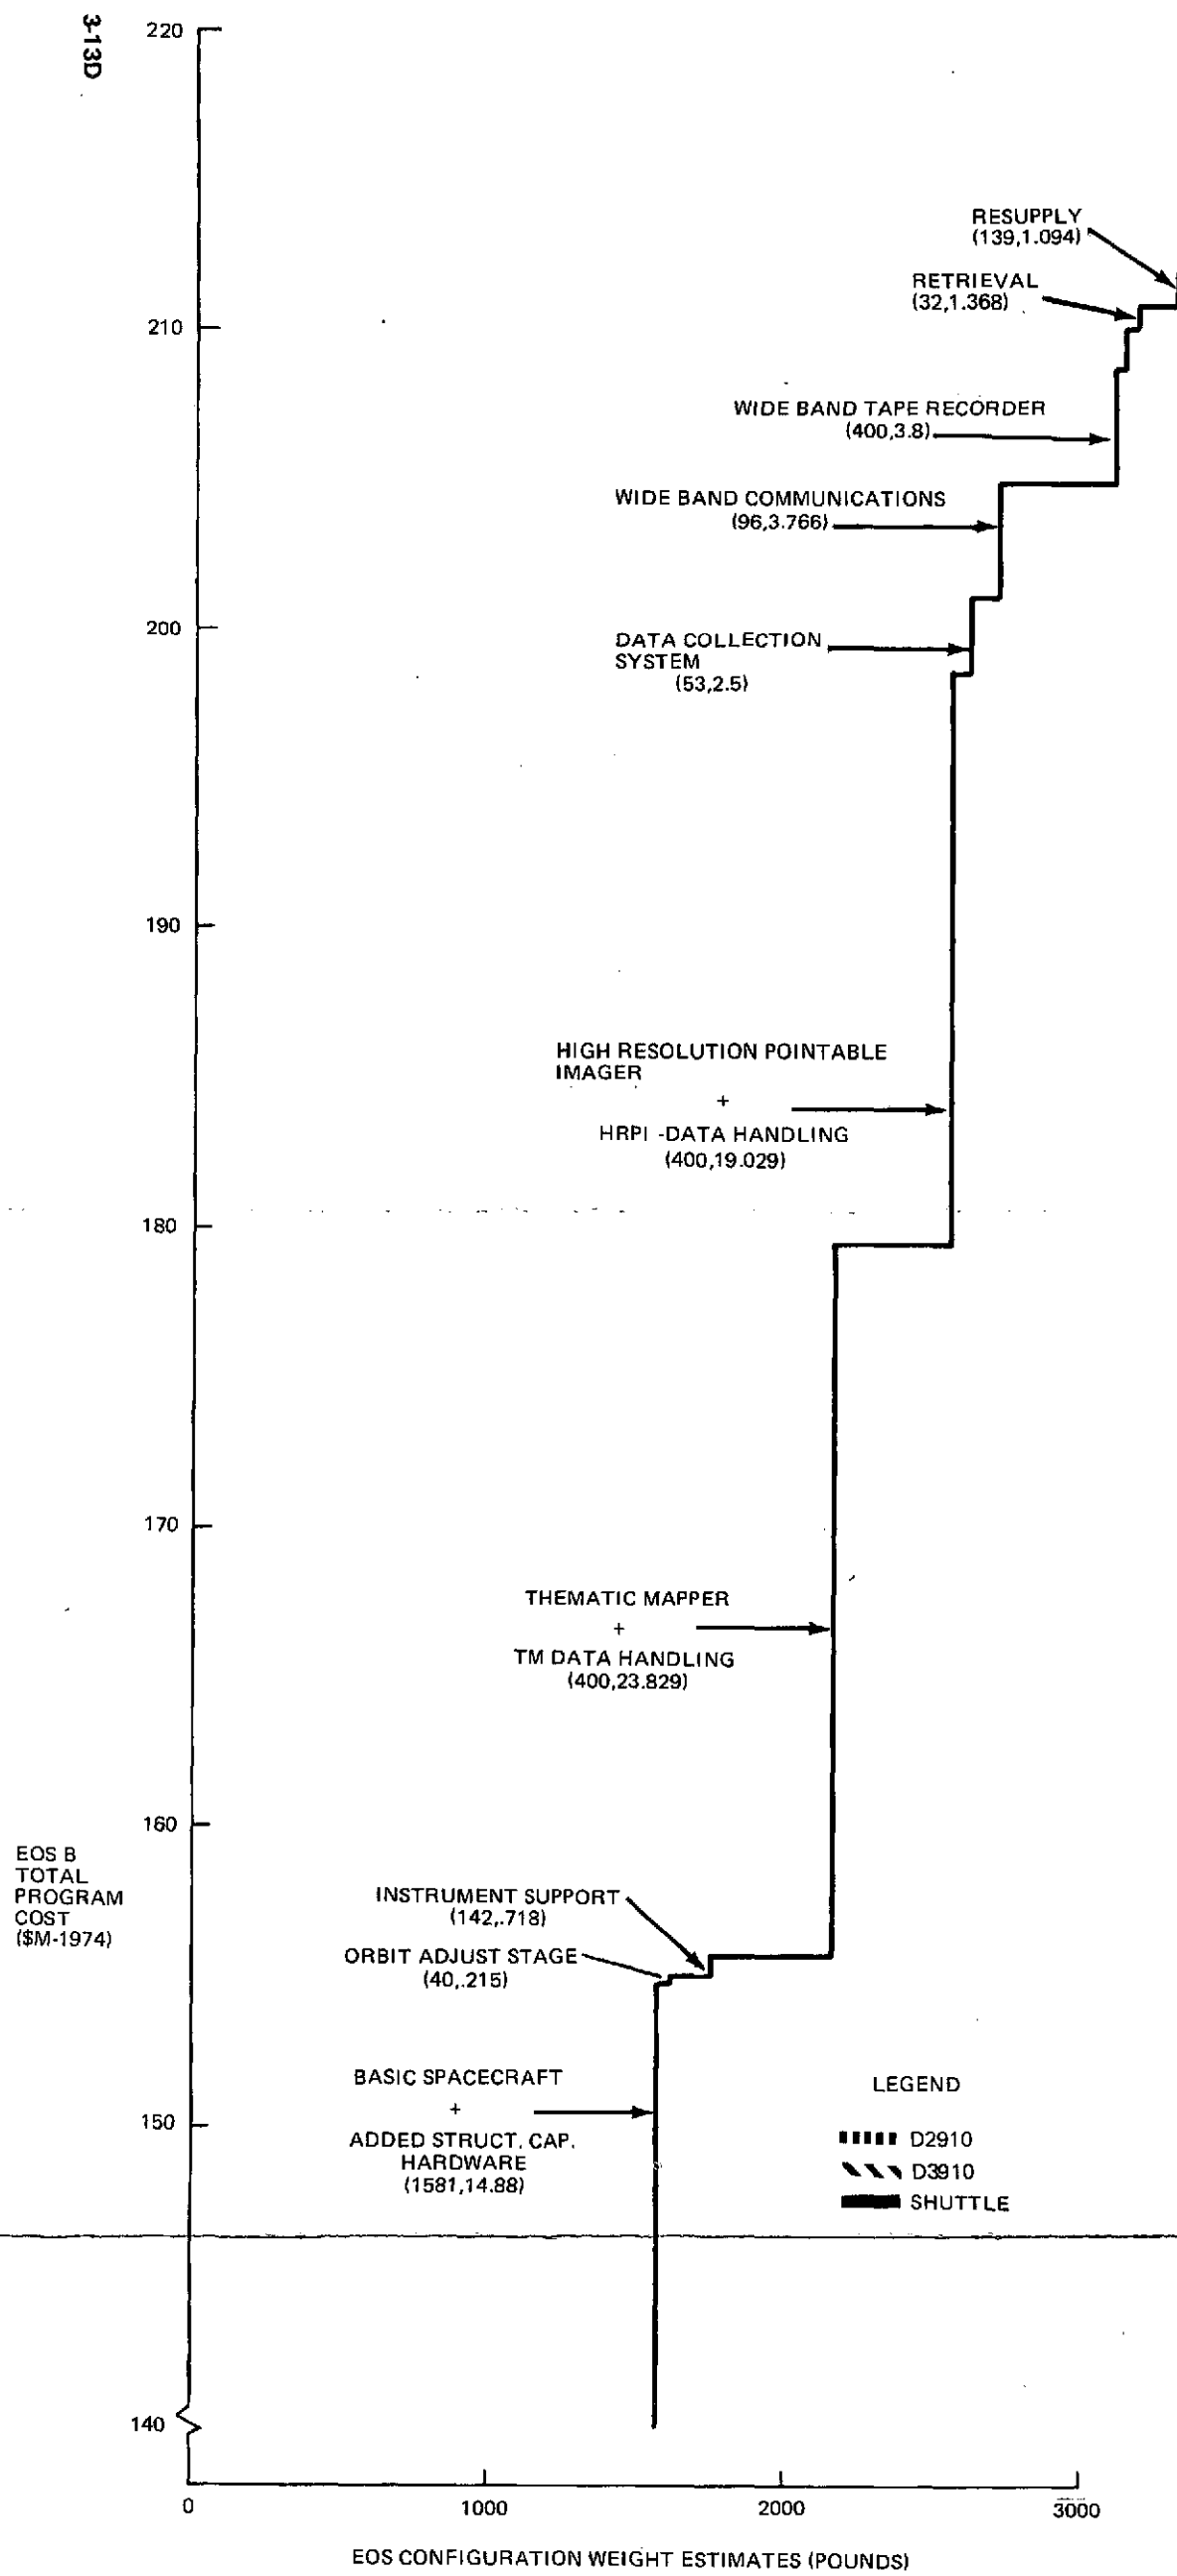 3-13D
220
RESUPPLY
(139,1.094)
RETRIEVAL
(32,1.368)
210
WIDE BAND TAPE RECORDER
(400,3.8)
WIDE BAND COMMUNICATIONS
(96,3.766)
200
DATA COLLECTION
SYSTEM
(53,2.5)
190
HIGH RESOLUTION POINTABLE
IMAGER
+
HRPI -DATA HANDLING
(400,19.029)
180
170
THEMATIC MAPPER
+
TM DATA HANDLING
(400,23.829)
160
EOS B
TOTAL
PROGRAM
COST
($M-1974)
INSTRUMENT SUPPORT
(142,.718)
ORBIT ADJUST STAGE
(40,.215)
BASIC SPACECRAFT
+
ADDED STRUCT. CAP.
HARDWARE
(1581,14.88)
150
LEGEND
D2910
D3910
SHUTTLE
140
0 1000 2000 3000
EOS CONFIGURATION WEIGHT ESTIMATES (POUNDS)